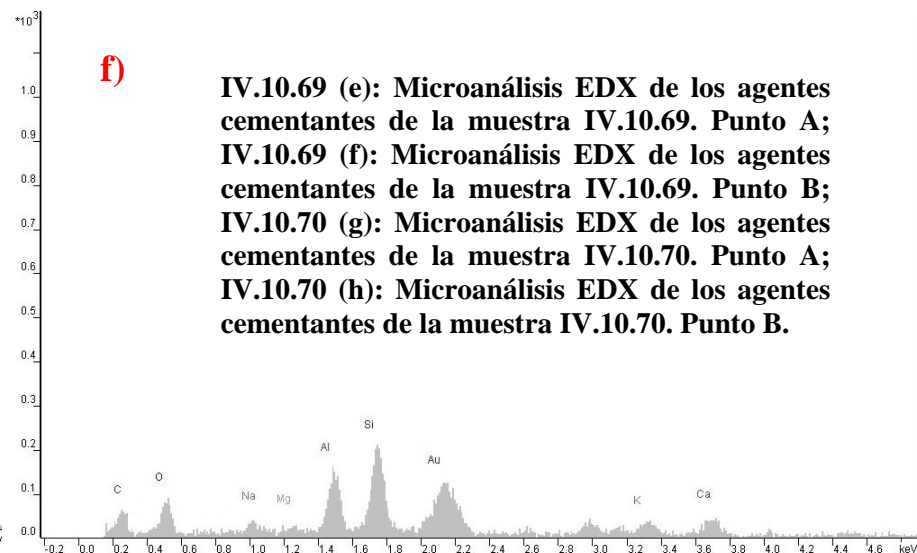 *10³
f)
IV.10.69 (e): Microanálisis EDX de los agentes
cementantes de la muestra IV.10.69. Punto A;
IV.10.69 (f): Microanálisis EDX de los agentes
cementantes de la muestra IV.10.69. Punto B;
IV.10.70 (g): Microanálisis EDX de los agentes
cementantes de la muestra IV.10.70. Punto A;
IV.10.70 (h): Microanálisis EDX de los agentes
cementantes de la muestra IV.10.70. Punto B.
1.0
0.9
0.8
0.7
0.6
0.5
0.4
0.3
0.2
0.1
0.0
C O Na Mg Al Si Au K Ca
-0.2 0.0 0.2 0.4 0.6 0.8 1.0 1.2 1.4 1.6 1.8 2.0 2.2 2.4 2.6 2.8 3.0 3.2 3.4 3.6 3.8 4.0 4.2 4.4 4.6 keV